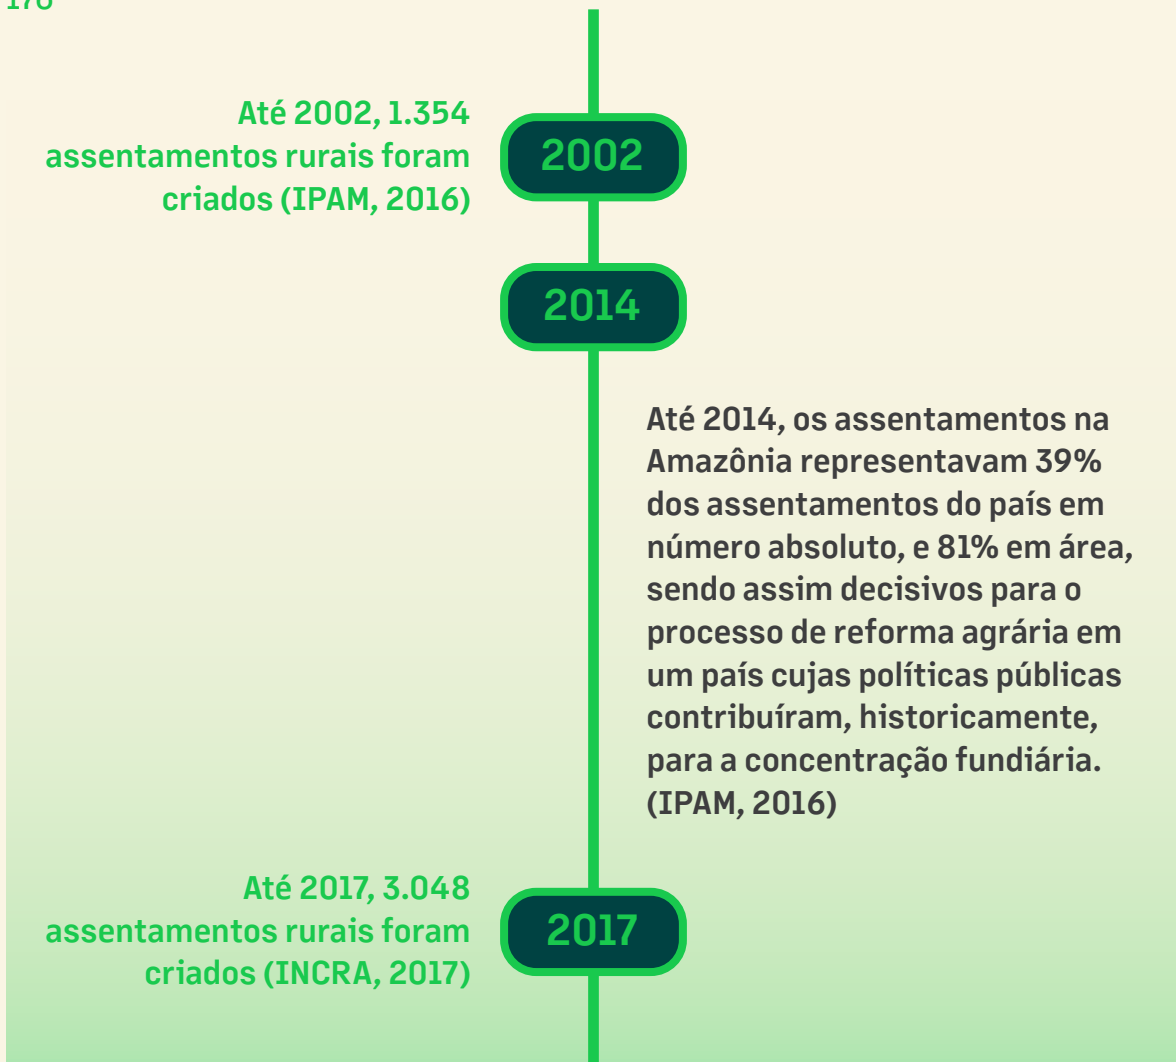 Até 2002, 1.354
assentamentos rurais foram
criados (IPAM, 2016)
2002
2014
Até 2014, os assentamentos na
Amazônia representavam 39%
dos assentamentos do país em
número absoluto, e 81% em área,
sendo assim decisivos para o
processo de reforma agrária em
um país cujas políticas públicas
contribuíram, historicamente,
para a concentração fundiária.
(IPAM, 2016)
Até 2017, 3.048
assentamentos rurais foram
criados (INCRA, 2017)
2017